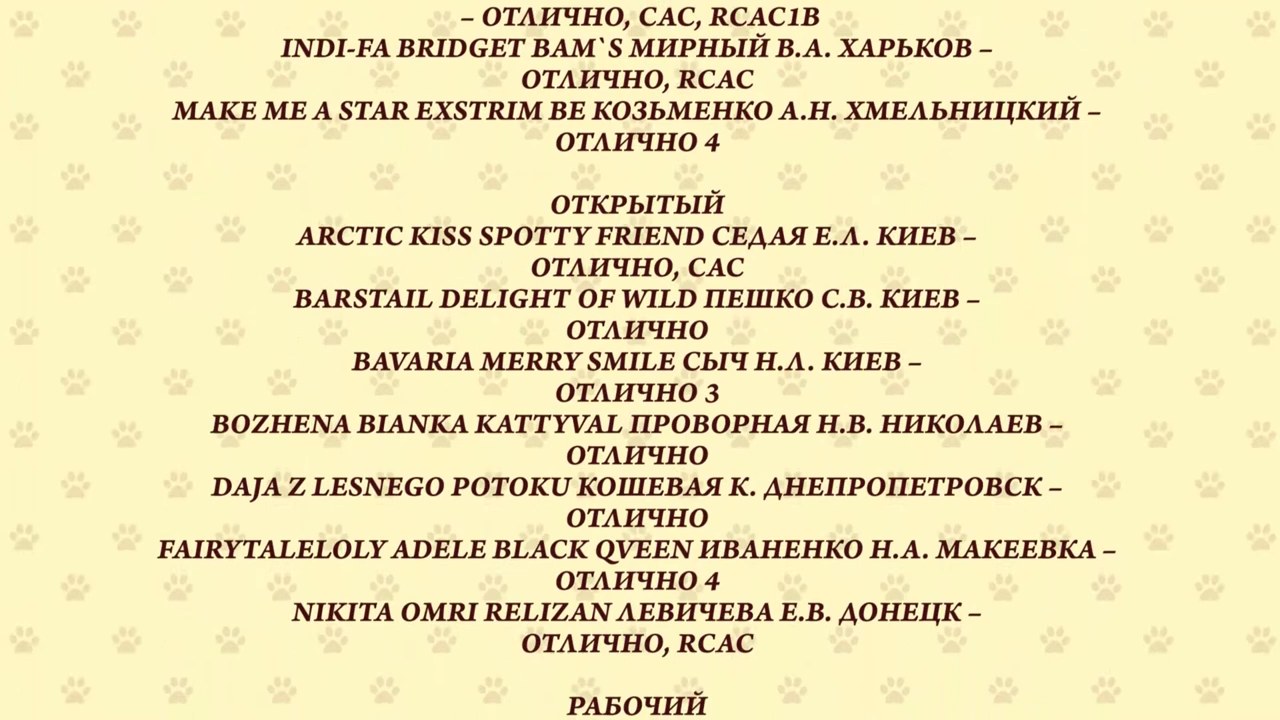 – ОТЛИЧНО, САС, RCAC1B
INDI-FA BRIDGET BAM`S МИРНЫЙ В.А. ХАРЬКОВ –
ОТЛИЧНО, RCAC
MAKE ME A STAR EXSTRIM BE КОЗЬМЕНКО А.Н. ХМЕЛЬНИЦКИЙ –
ОТЛИЧНО 4
ОТКРЫТЫЙ
ARCTIC KISS SPOTTY FRIEND СЕДАЯ Е.Л. КИЕВ –
ОТЛИЧНО, САС
BARSTAIL DELIGHT OF WILD ПЕШКО С.В. КИЕВ –
ОТЛИЧНО
BAVARIA MERRY SMILE СЫЧ Н.Л. КИЕВ –
ОТЛИЧНО 3
BOZHENA BIANKA KATTYVAL ПРОВОРНАЯ Н.В. НИКОЛАЕВ –
ОТЛИЧНО
DAJA Z LESNEGO POTOKU КОШЕВАЯ К. ДНЕПРОПЕТРОВСК –
ОТЛИЧНО
FAIRYTALELOLY ADELE BLACK QVEEN ИВАНЕНКО Н.А. МАКЕЕВКА –
ОТЛИЧНО 4
NIKITA OMRI RELIZAN ЛЕВИЧЕВА Е.В. ДОНЕЦК –
ОТЛИЧНО, RCAC
РАБОЧИЙ